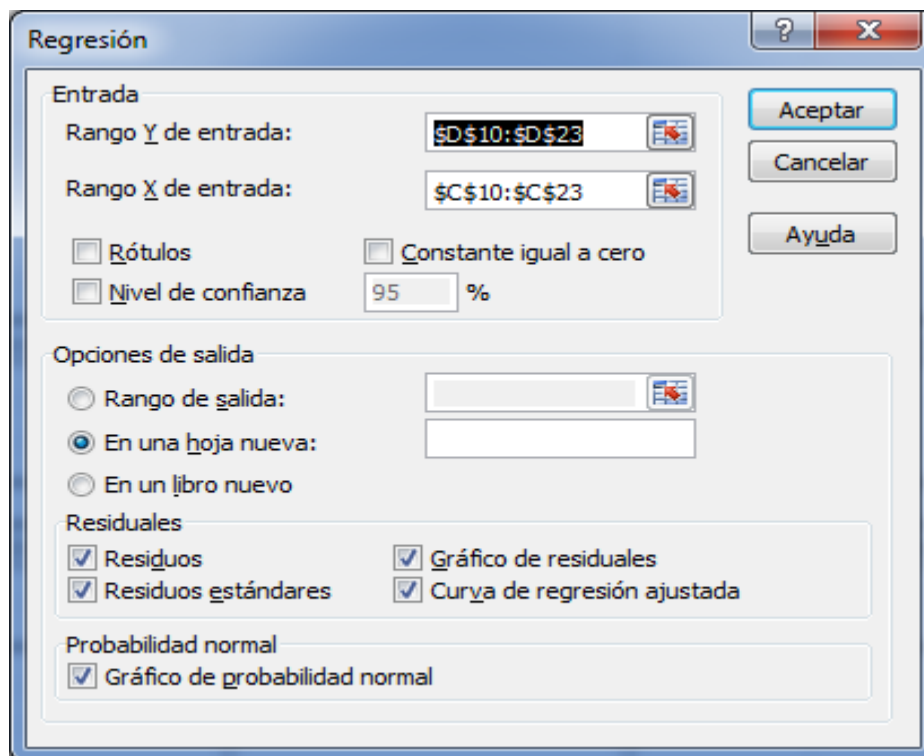 Regresión
?
Entrada
Rango Y de entrada: $D$10:$D$23
Rango X de entrada: $C$10:$C$23
Rótulos Constante igual a cero
Nivel de confianza 95 %
Aceptar
Cancelar
Ayuda
Opciones de salida
Rango de salida:
En una hoja nueva:
En un libro nuevo
Residuales
Residuos Gráfico de residuales
Residuos estándares Curva de regresión ajustada
Probabilidad normal
Gráfico de probabilidad normal